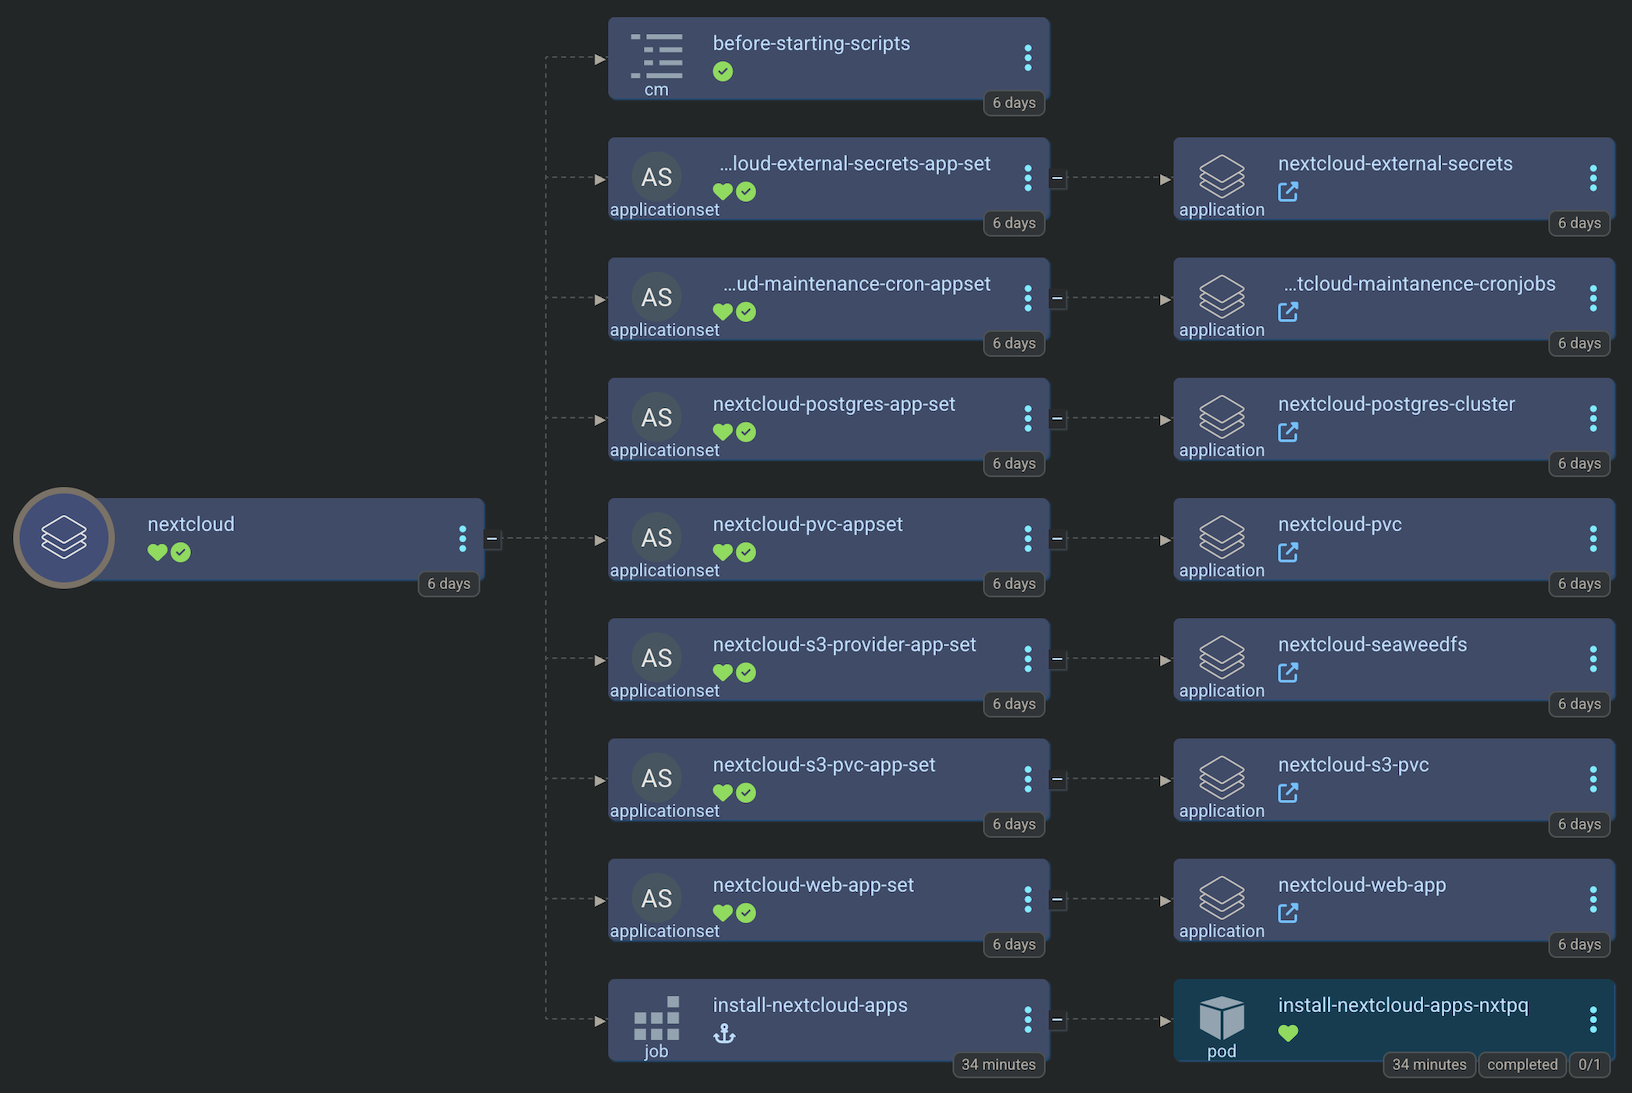 before-starting-scripts
cm
6 days
AS
...loud-external-secrets-app-set
applicationset
6 days
nextcloud-external-secrets
application
6 days
AS
...ud-maintenance-cron-appset
applicationset
6 days
...tcloud-maintanence-cronjobs
application
6 days
AS
nextcloud-postgres-app-set
applicationset
6 days
nextcloud-postgres-cluster
application
6 days
nextcloud
6 days
AS
nextcloud-pvc-appset
applicationset
6 days
nextcloud-pvc
application
6 days
AS
nextcloud-s3-provider-app-set
applicationset
6 days
nextcloud-seaweedfs
application
6 days
AS
nextcloud-s3-pvc-app-set
applicationset
6 days
nextcloud-s3-pvc
application
6 days
AS
nextcloud-web-app-set
applicationset
6 days
nextcloud-web-app
application
6 days
install-nextcloud-apps
job
34 minutes
install-nextcloud-apps-nxtpq
pod
34 minutes
completed
0/1